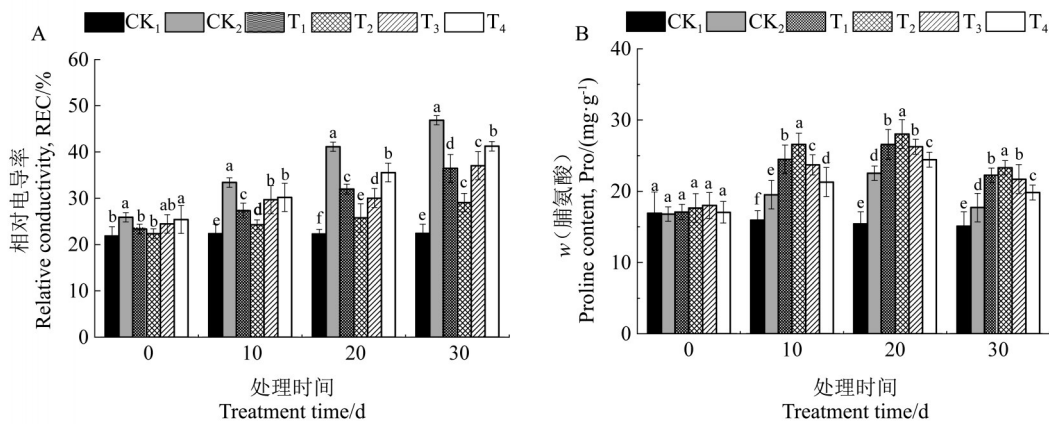 A
CK₁ CK₂ T₁ T₂ T₃ T₄
相对电导率
Relative conductivity, REC/%
60
50
40
30
20
10
0
b a b b ab a
e a c d b b
f a c e d b
e a d e c b
0 10 20 30
处理时间
Treatment time/d
B
CK₁ CK₂ T₁ T₂ T₃ T₄
w（脯氨酸）
Proline content, Pro/(mg·g⁻¹)
40
30
20
10
0
a a a a a a
f e b a c d
e d b a b c
e d b a b c
0 10 20 30
处理时间
Treatment time/d